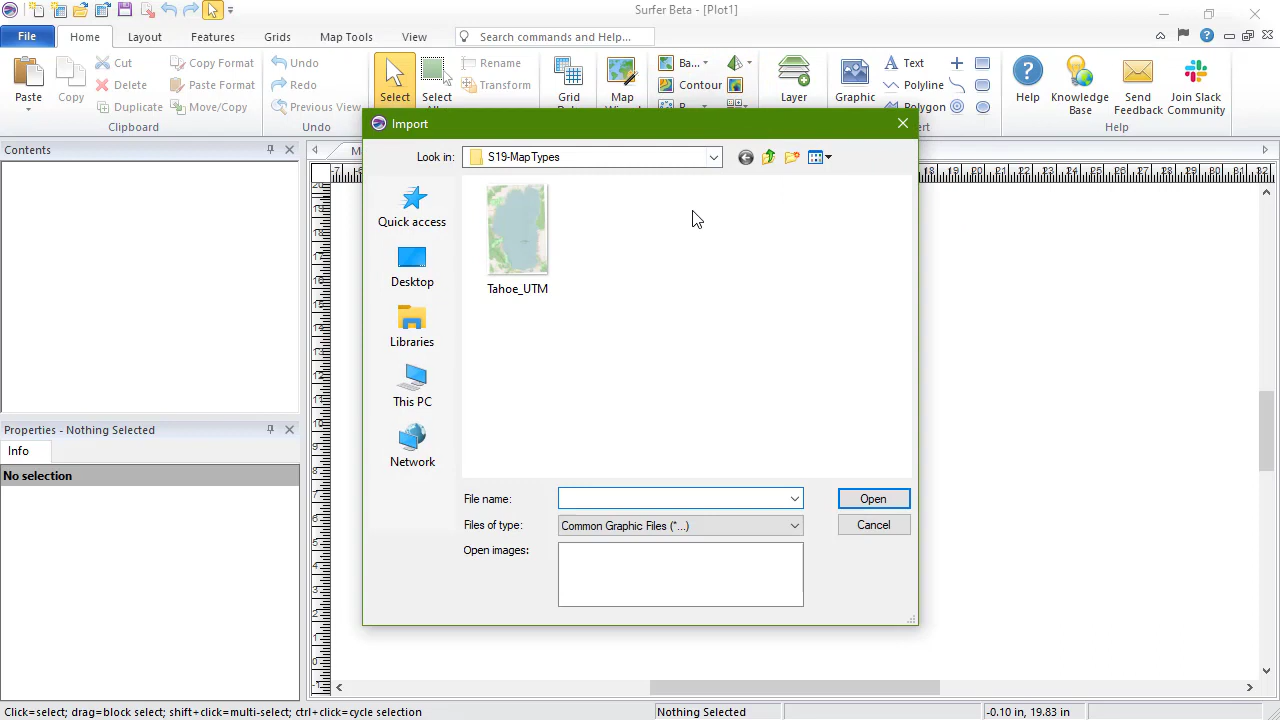 Surfer Beta - [Plot1]
File
Home
Layout
Features
Grids
Map Tools
View
Search commands and Help...
Paste
Copy
Cut
Delete
Duplicate
Copy Format
Paste Format
Move/Copy
Clipboard
Undo
Redo
Previous View
Undo
Select
Select
Rename
Transform
Grid
Map
Ba...
Contour
Layer
Graphic
Text
Polyline
Polygon
Help
Knowledge
Base
Send
Feedback
Join Slack
Community
Help
Contents
Properties - Nothing Selected
Info
No selection
Import
Look in:
S19-MapTypes
Quick access
Desktop
Libraries
This PC
Network
Tahoe_UTM
File name:
Open
Files of type:
Common Graphic Files (*...)
Cancel
Open images:
Click=select; drag=block select; shift+click=multi-select; ctrl+click=cycle selection
Nothing Selected
-0.10 in, 19.83 in